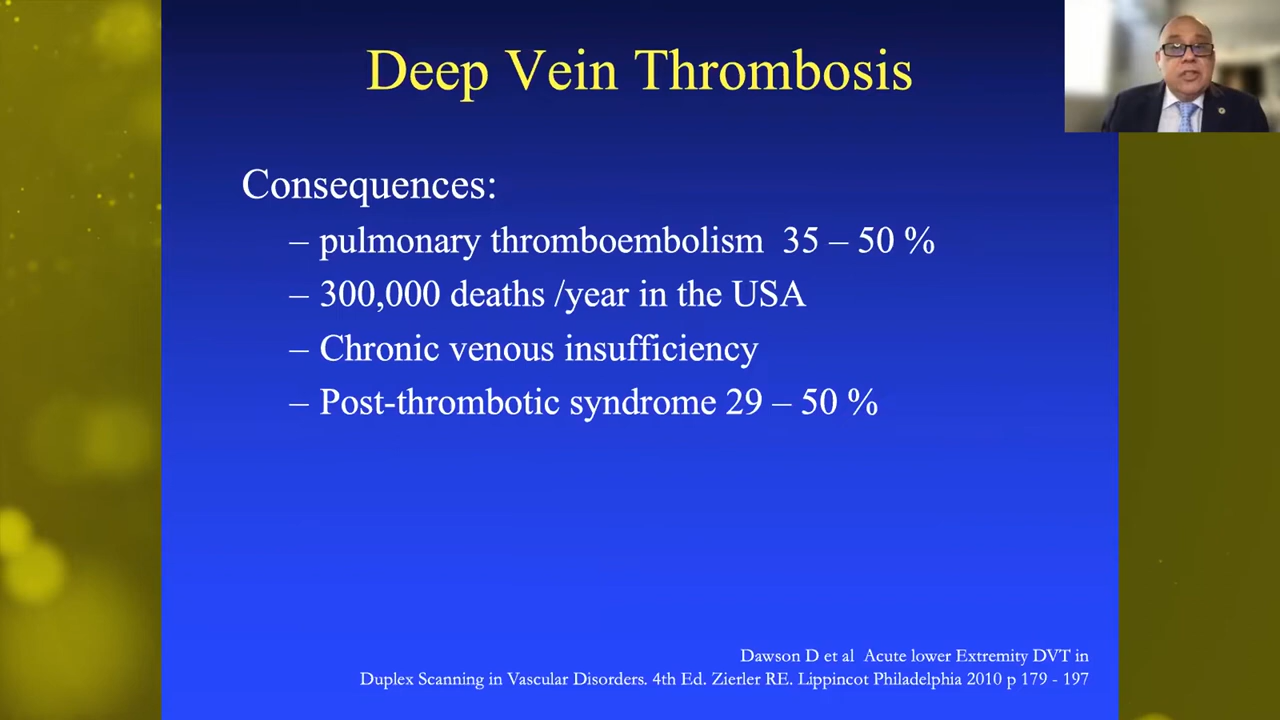 Deep Vein Thrombosis
Consequences:
– pulmonary thromboembolism 35 – 50 %
– 300,000 deaths /year in the USA
– Chronic venous insufficiency
– Post-thrombotic syndrome 29 – 50 %
Dawson D et al Acute lower Extremity DVT in
Duplex Scanning in Vascular Disorders. 4th Ed. Zierler RE. Lippincot Philadelphia 2010 p 179 - 197